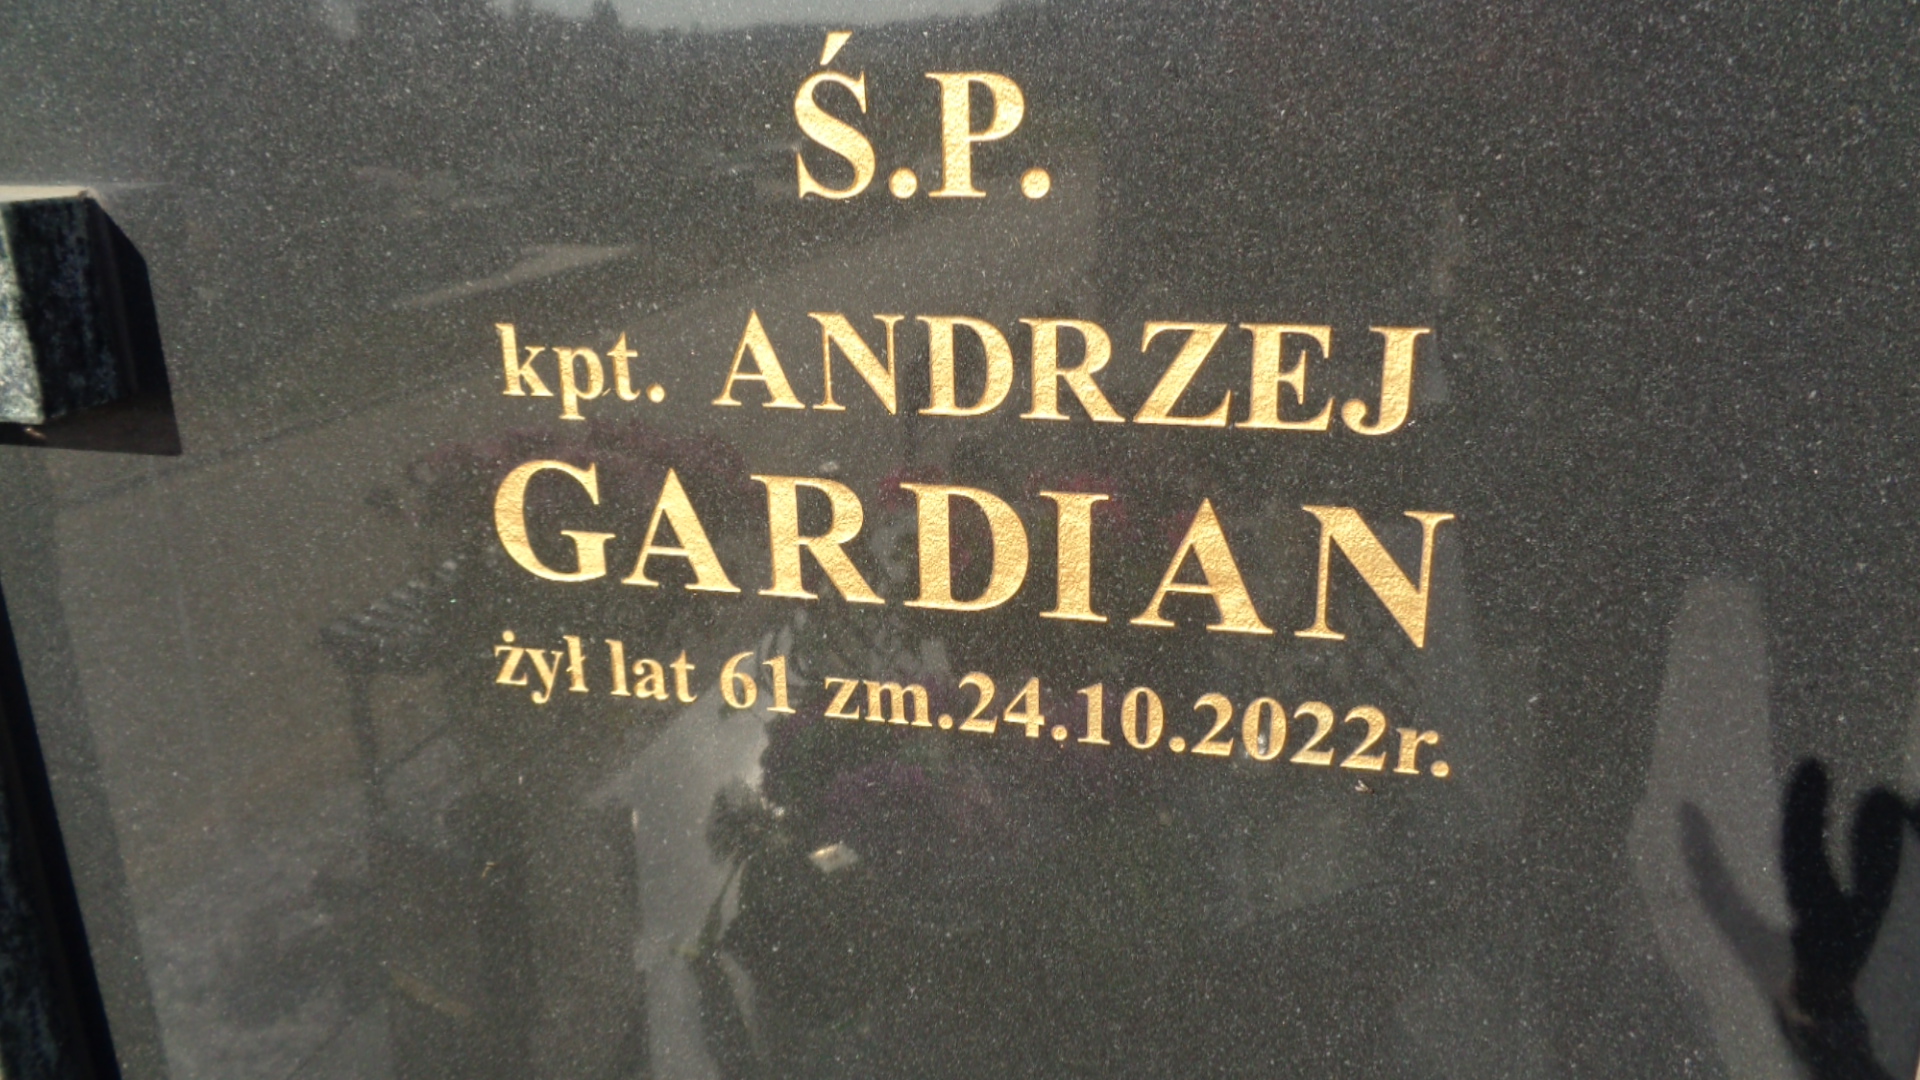 Ś.P.
kpt. ANDRZEJ
GARDIAN
żył lat 61 zm.24.10.2022r.